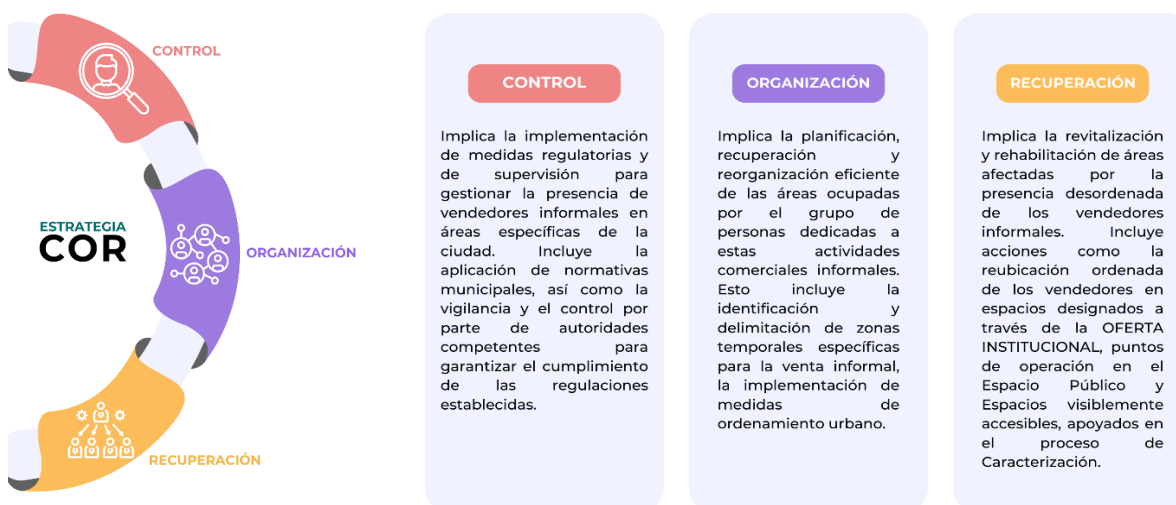 CONTROL
ESTRATEGIA
COR
ORGANIZACIÓN
RECUPERACIÓN
CONTROL
Implica la implementación
de medidas regulatorias y
de supervisión para
gestionar la presencia de
vendedores informales en
áreas específicas de la
ciudad. Incluye la
aplicación de normativas
municipales, así como la
vigilancia y el control por
parte de autoridades
competentes para
garantizar el cumplimiento
de las regulaciones
establecidas.
ORGANIZACIÓN
Implica la planificación,
recuperación y
reorganización eficiente
de las áreas ocupadas
por el grupo de
personas dedicadas a
estas actividades
comerciales informales.
Esto incluye la
identificación y
delimitación de zonas
temporales específicas
para la venta informal,
la implementación de
medidas de
ordenamiento urbano.
RECUPERACIÓN
Implica la revitalización
y rehabilitación de áreas
afectadas por la
presencia desordenada
de los vendedores
informales. Incluye
acciones como la
reubicación ordenada
de los vendedores en
espacios designados a
través de la OFERTA
INSTITUCIONAL, puntos
de operación en el
Espacio Público y
Espacios visiblemente
accesibles, apoyados en
el proceso de
Caracterización.